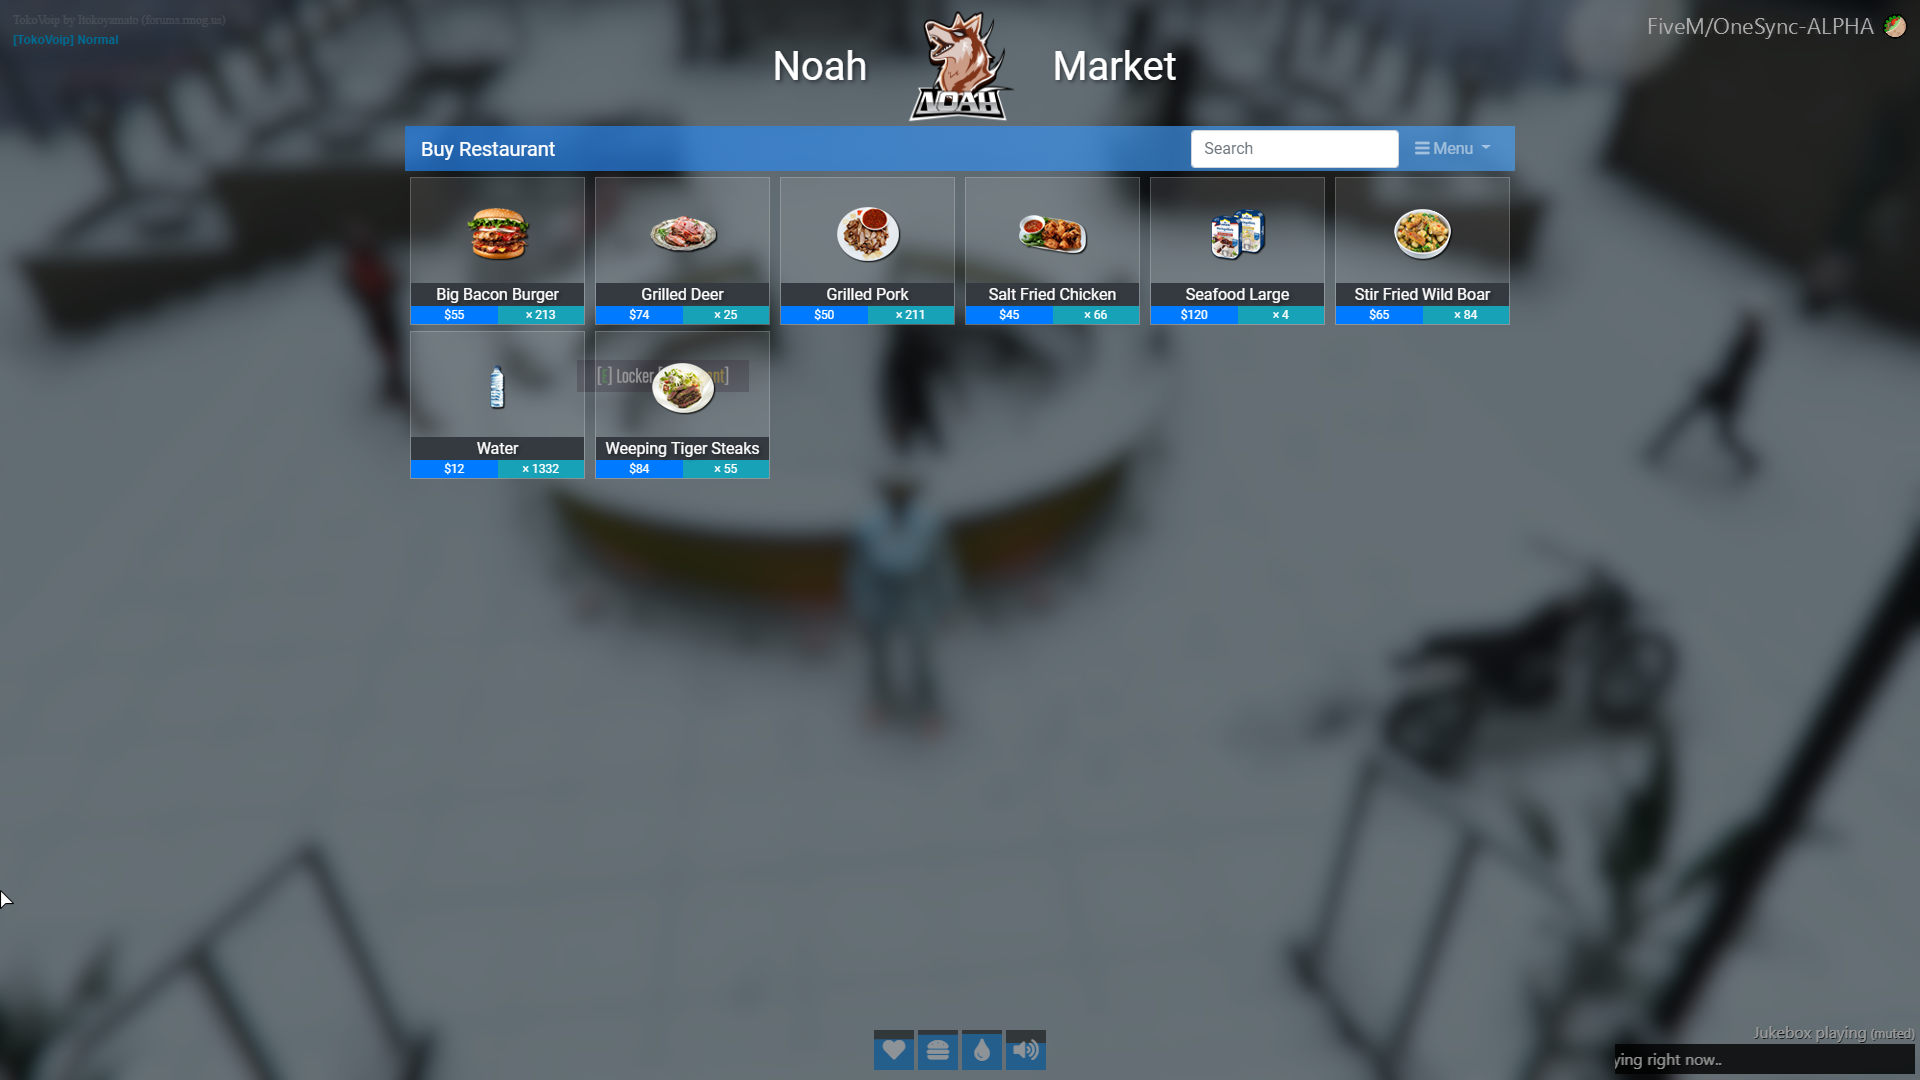 TokoVoip by Itokoyamato (forums.rmog.us)
[TokoVoip] Normal
FiveM/OneSync-ALPHA
Noah
NOAH
Market
Buy Restaurant
Search
Menu
Big Bacon Burger
$55 × 213
Grilled Deer
$74 × 25
Grilled Pork
$50 × 211
Salt Fried Chicken
$45 × 66
Seafood Large
$120 × 4
Stir Fried Wild Boar
$65 × 84
[E] Locker
Water
$12 × 1332
Weeping Tiger Steaks
$84 × 55
Jukebox playing (muted)
ying right now..